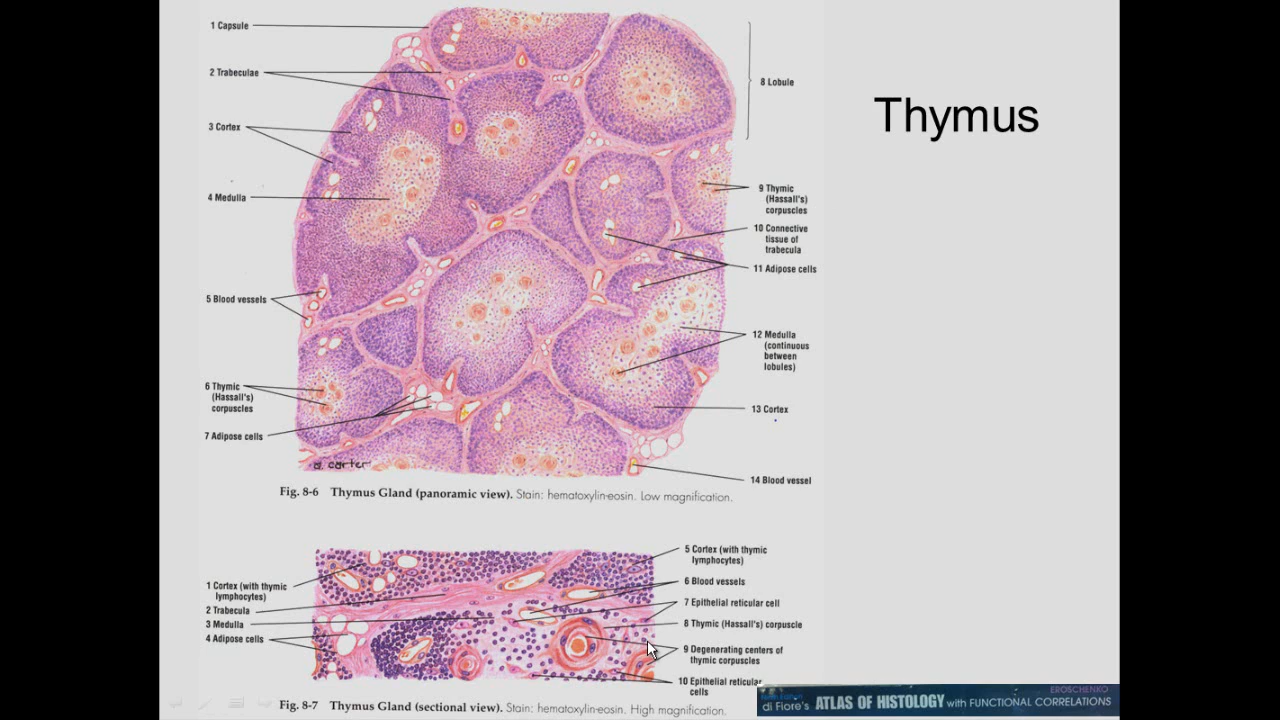 Thymus
1 Capsule
2 Trabeculae
3 Cortex
4 Medulla
5 Blood vessels
6 Thymic
(Hassall's)
corpuscles
7 Adipose cells
8 Lobule
9 Thymic
(Hassall's)
corpuscles
10 Connective
tissue of
trabecula
11 Adipose cells
12 Medulla
(continuous
between
lobules)
13 Cortex
14 Blood vessel
carter
Fig. 8-6 Thymus Gland (panoramic view). Stain: hematoxylin-eosin. Low magnification.
1 Cortex (with thymic
lymphocytes)
2 Trabecula
3 Medulla
4 Adipose cells
5 Cortex (with thymic
lymphocytes)
6 Blood vessels
7 Epithelial reticular cell
8 Thymic (Hassall's) corpuscle
9 Degenerating centers of
thymic corpuscles
10 Epithelial reticular
cells
Fig. 8-7 Thymus Gland (sectional view). Stain: hematoxylin-eosin. High magnification.
EROSCHENKO
di Fiore's ATLAS OF HISTOLOGY with FUNCTIONAL CORRELATIONS